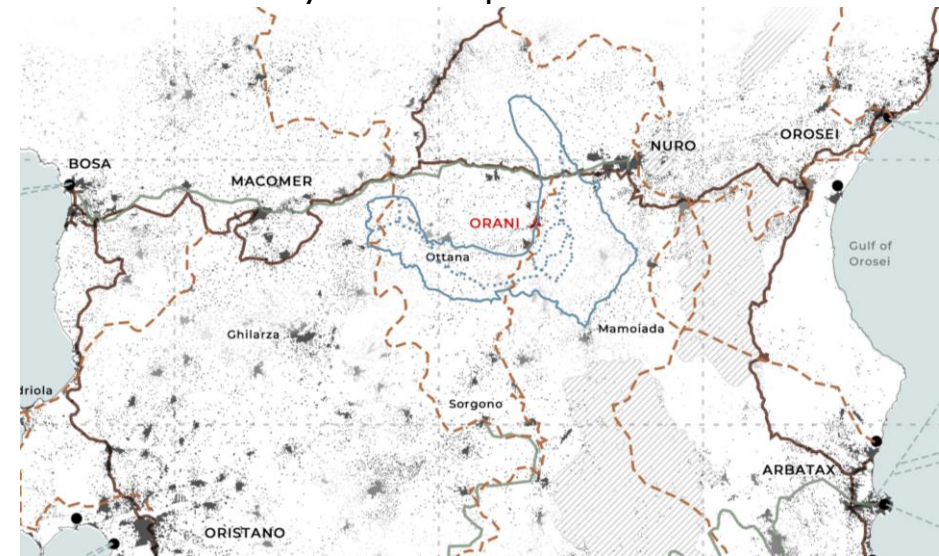 OROSEI
NURO
BOSA
MACOMER
ORANI
Gulf of
Orosei
Ottana
Ghilarza
Mamoiada
driola
Sorgono
ARBATAX
ORISTANO